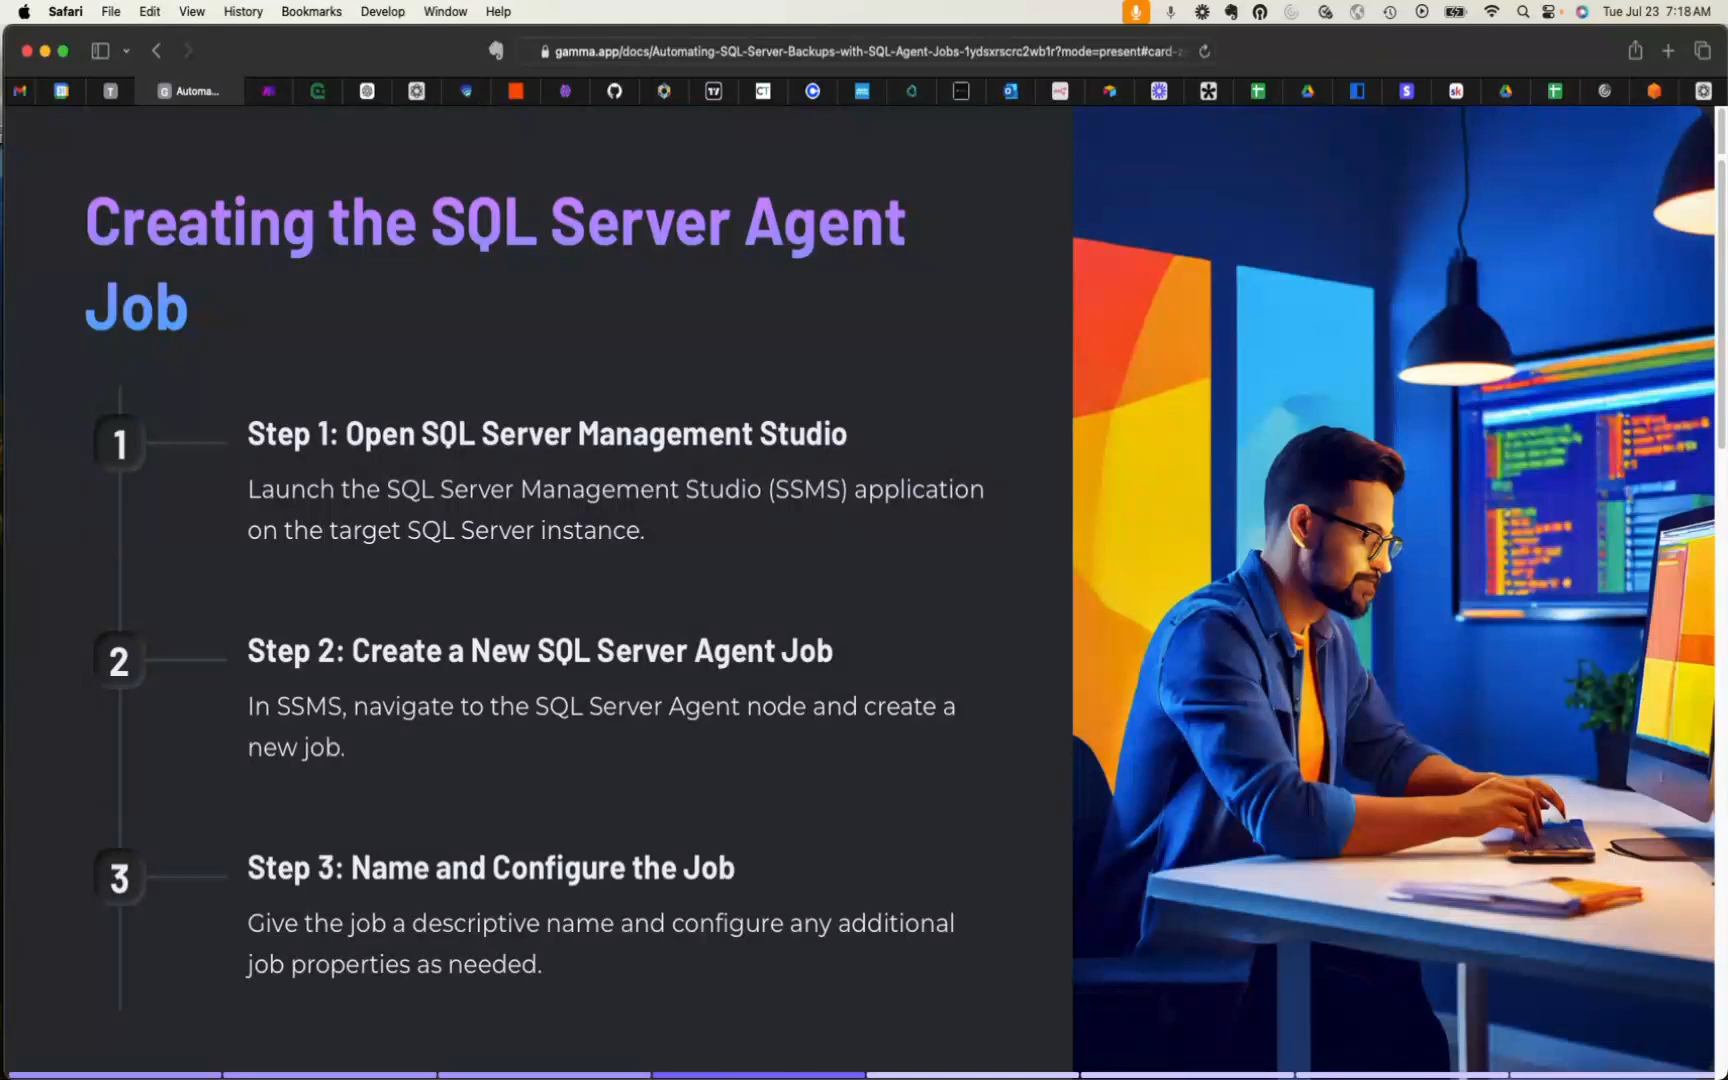 Safari File Edit View History Bookmarks Develop Window Help Tue Jul 23 7:18 AM
gamma.app/docs/Automating-SQL-Server-Backups-with-SQL-Agent-Jobs-1ydsxrscrc2wb1r?mode=present#card-
Automa...
Creating the SQL Server Agent
Job
1
Step 1: Open SQL Server Management Studio
Launch the SQL Server Management Studio (SSMS) application
on the target SQL Server instance.
2
Step 2: Create a New SQL Server Agent Job
In SSMS, navigate to the SQL Server Agent node and create a
new job.
3
Step 3: Name and Configure the Job
Give the job a descriptive name and configure any additional
job properties as needed.